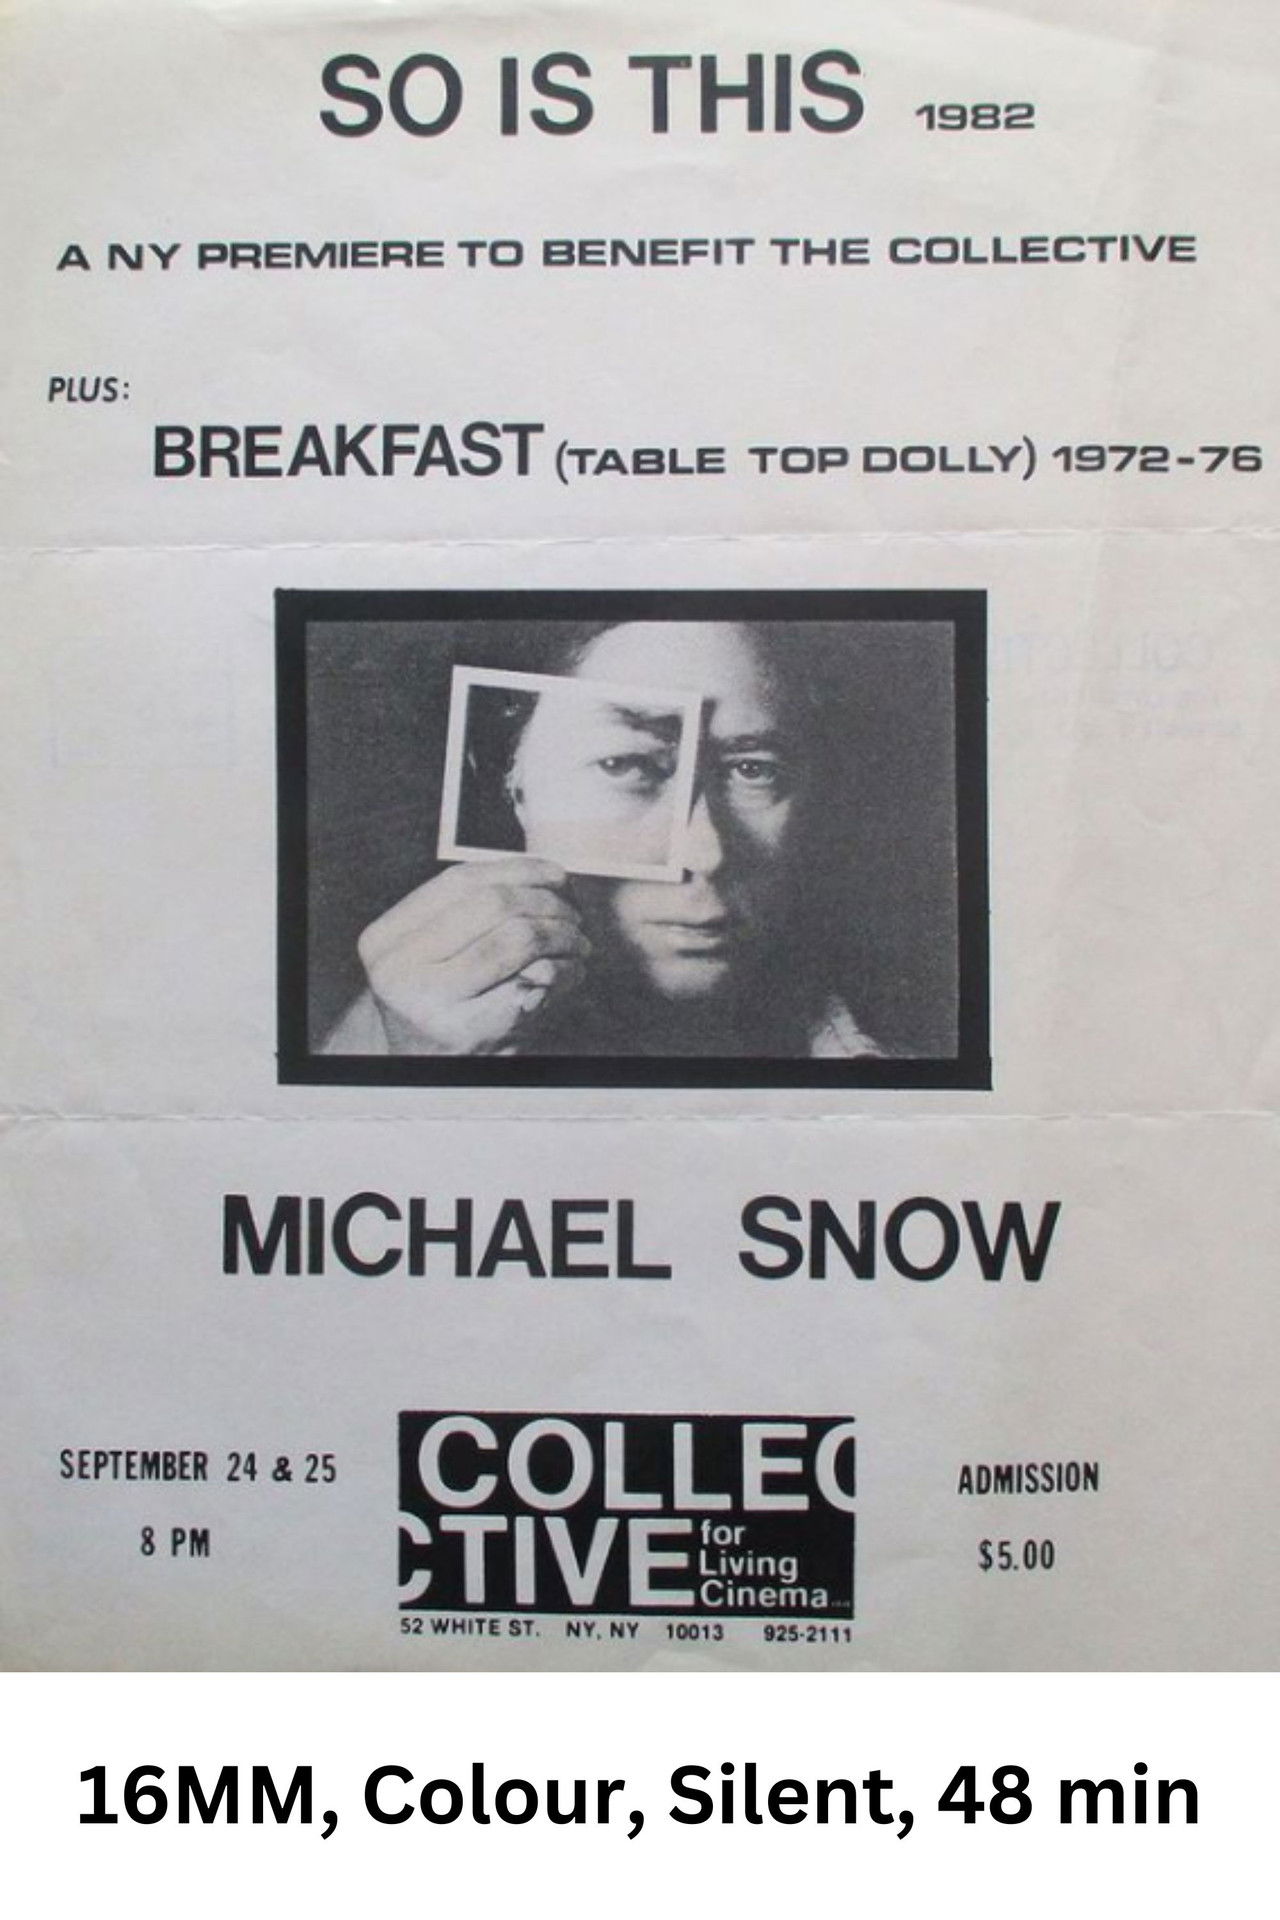 SO IS THIS 1982
A NY PREMIERE TO BENEFIT THE COLLECTIVE
PLUS:
BREAKFAST (TABLE TOP DOLLY) 1972-76
MICHAEL SNOW
SEPTEMBER 24 & 25
8 PM
COLLEC
CTIVE for
Living
Cinema
52 WHITE ST. NY, NY 10013 925-2111
ADMISSION
$5.00
16MM, Colour, Silent, 48 min